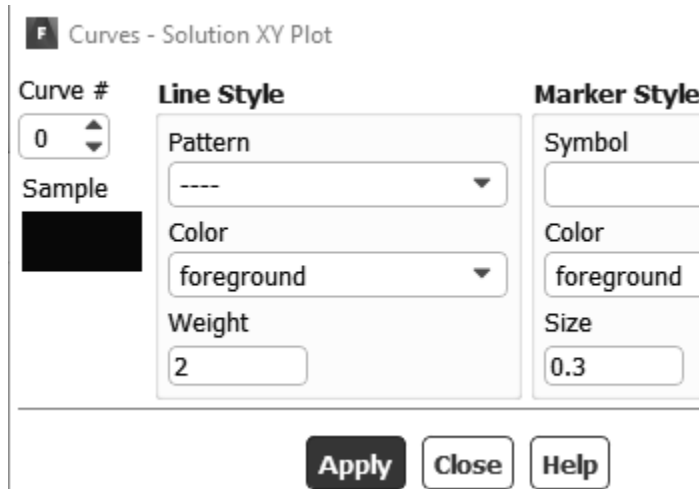 F Curves - Solution XY Plot
Curve # Line Style Marker Style
0 Pattern Symbol
Sample ----
Color Color
foreground foreground
Weight Size
2 0.3
Apply Close Help